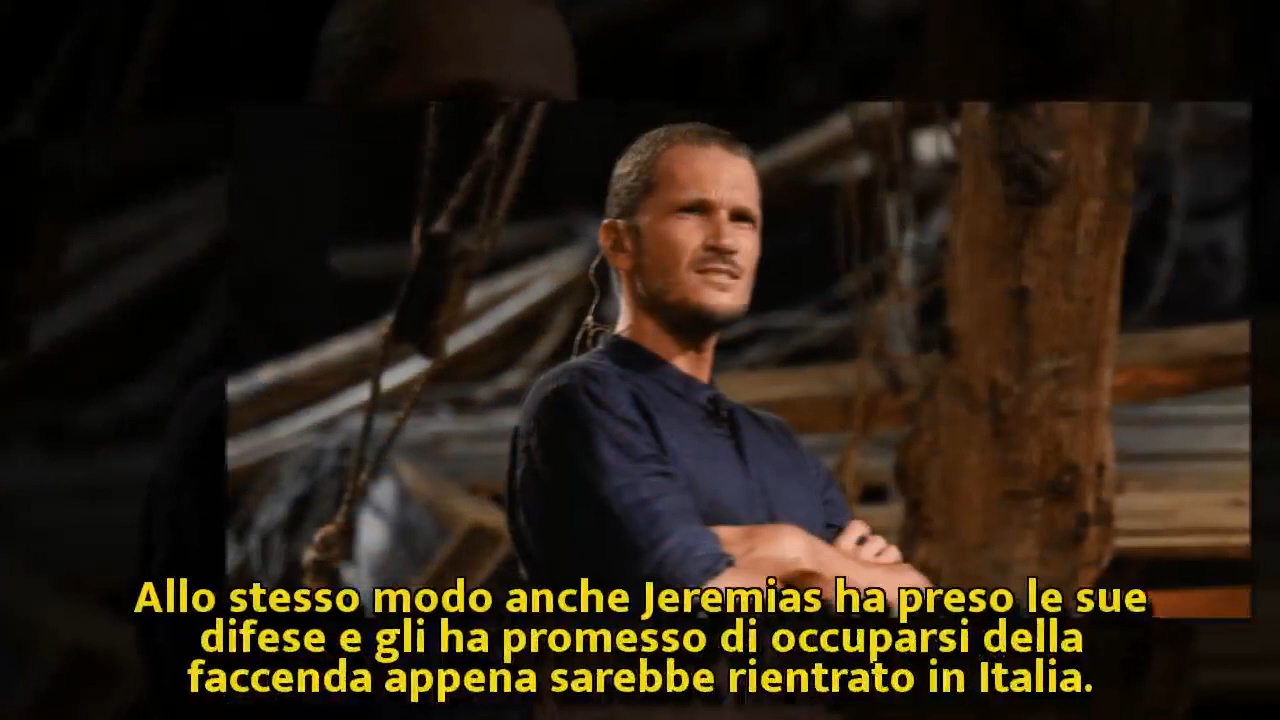 Allo stesso modo anche Jeremias ha preso le sue
difese e gli ha promesso di occuparsi della
faccenda appena sarebbe rientrato in Italia.